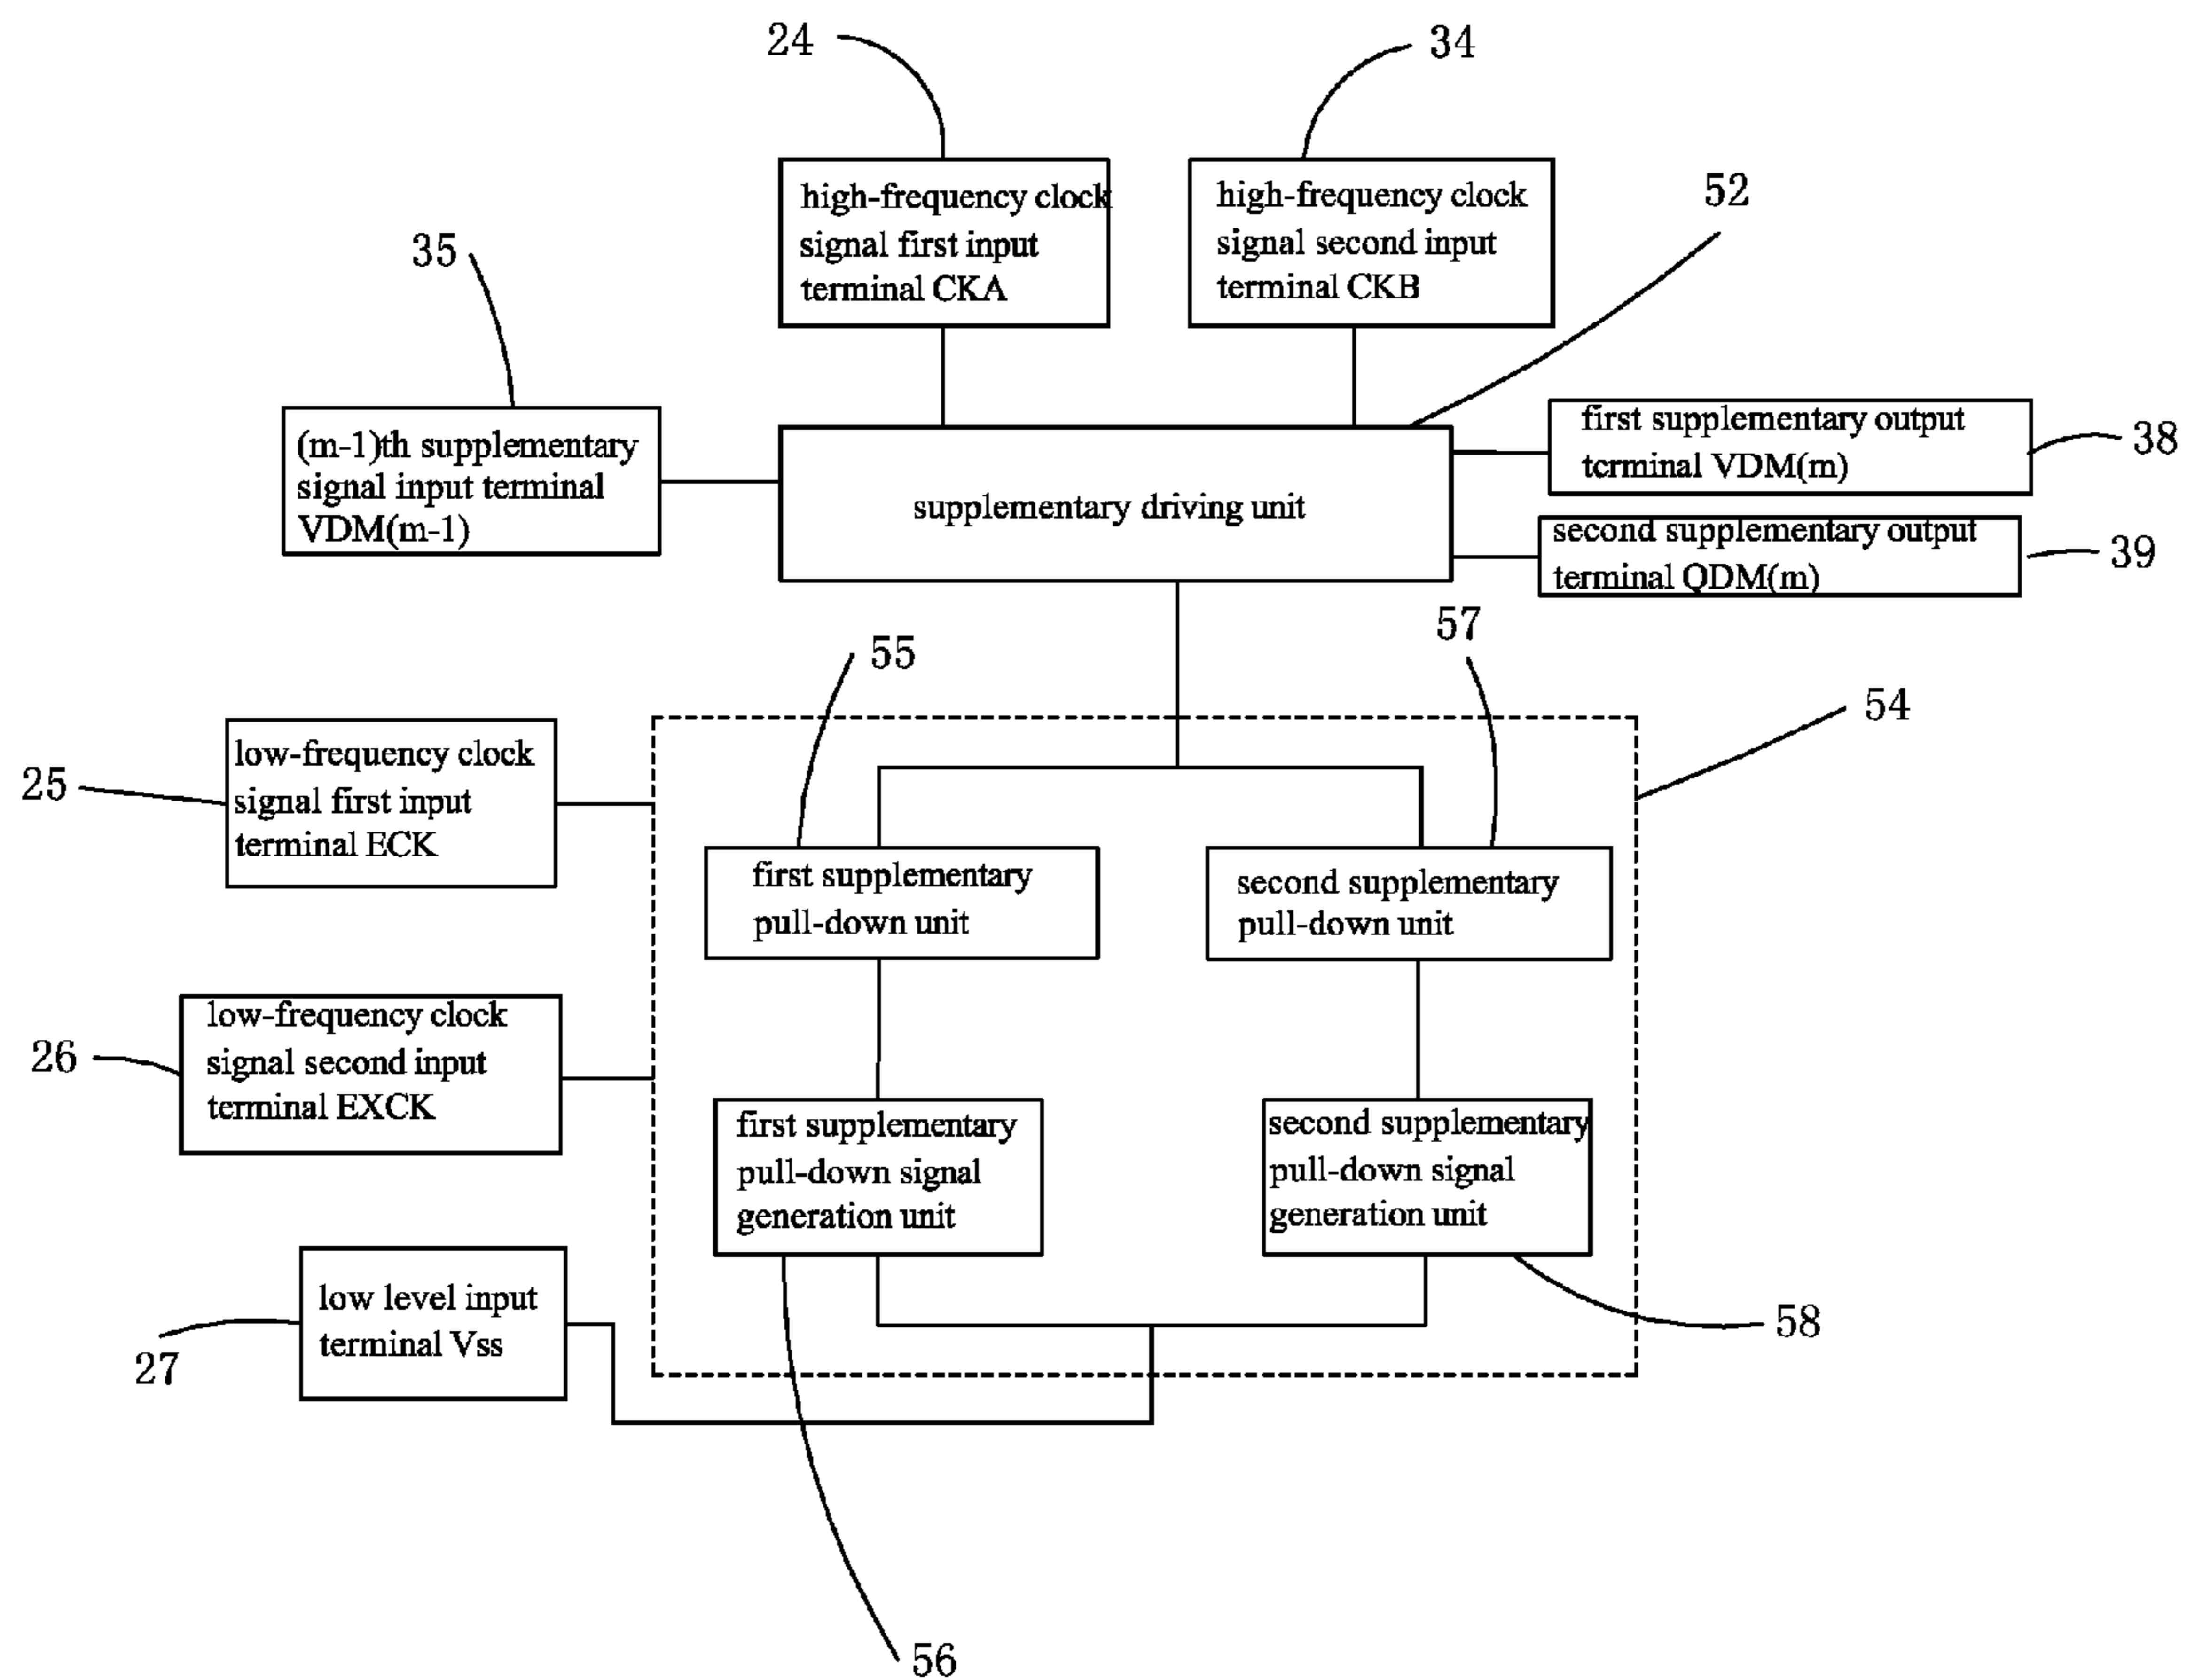 24
34
high-frequency clock
signal first input
terminal CKA
high-frequency clock
signal second input
terminal CKB
52
35
(m-1)th supplementary
signal input terminal
VDM(m-1)
supplementary driving unit
first supplementary output
terminal VDM(m)
38
second supplementary output
terminal QDM(m)
39
55
57
54
25
low-frequency clock
signal first input
terminal ECK
first supplementary
pull-down unit
second supplementary
pull-down unit
26
low-frequency clock
signal second input
terminal EXCK
first supplementary
pull-down signal
generation unit
second supplementary
pull-down signal
generation unit
27
low level input
terminal Vss
58
56